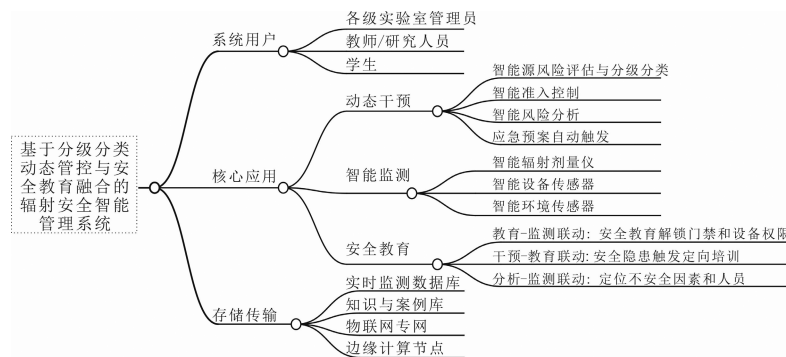 基于分级分类
动态管控与安
全教育融合的
辐射安全智能
管理系统
系统用户
各级实验室管理员
教师/研究人员
学生
核心应用
动态干预
智能源风险评估与分级分类
智能准入控制
智能风险分析
应急预案自动触发
智能监测
智能辐射剂量仪
智能设备传感器
智能环境传感器
安全教育
教育-监测联动: 安全教育解锁门禁和设备权限
干预-教育联动: 安全隐患触发定向培训
分析-监测联动: 定位不安全因素和人员
存储传输
实时监测数据库
知识与案例库
物联网专网
边缘计算节点